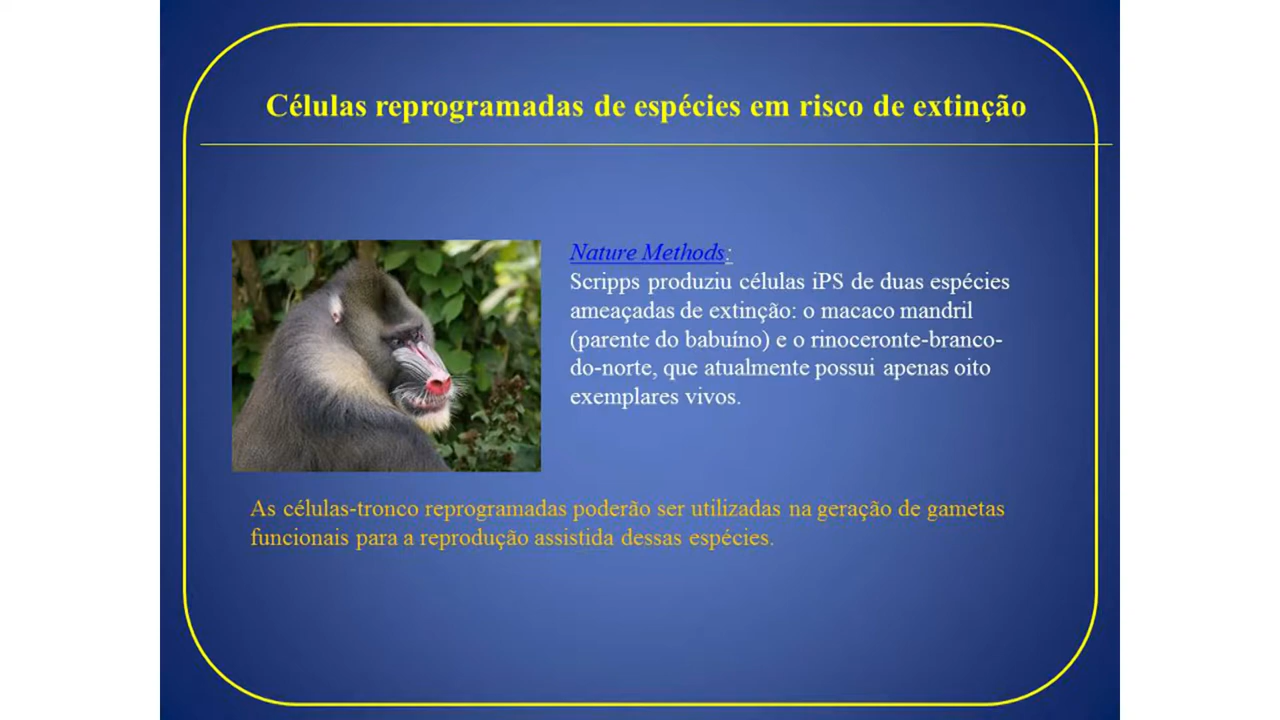 Células reprogramadas de espécies em risco de extinção
Nature Methods:
Scripps produziu células iPS de duas espécies
ameaçadas de extinção: o macaco mandril
(parente do babuíno) e o rinoceronte-branco-
do-norte, que atualmente possui apenas oito
exemplares vivos.
As células-tronco reprogramadas poderão ser utilizadas na geração de gametas
funcionais para a reprodução assistida dessas espécies.